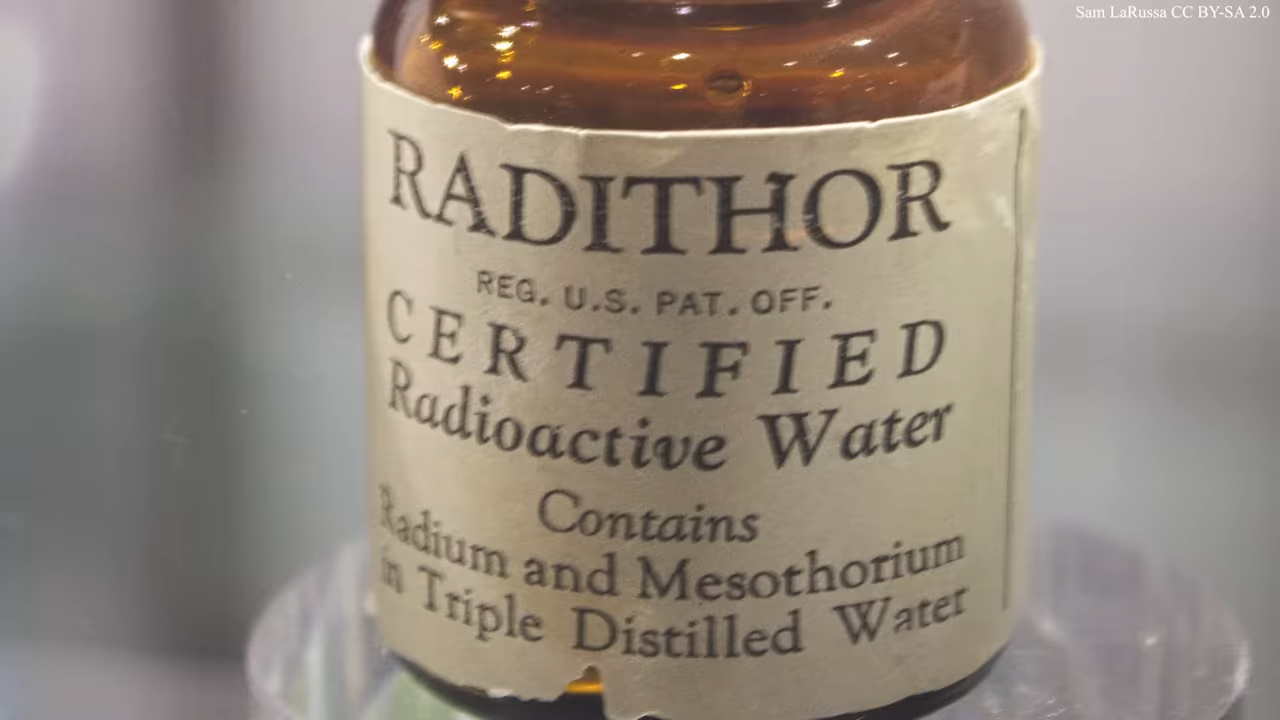 Sam LaRussa CC BY-SA 2.0
RADITHOR
REG. U.S. PAT. OFF.
CERTIFIED
Radioactive Water
Contains
Radium and Mesothorium
in Triple Distilled Water